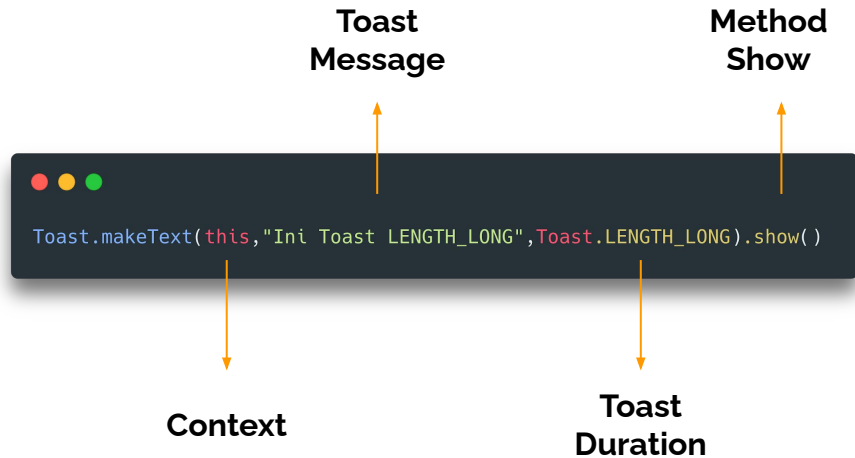 Toast
Message
Method
Show
Toast.makeText(this,"Ini Toast LENGTH_LONG",Toast.LENGTH_LONG).show()
Context
Toast
Duration